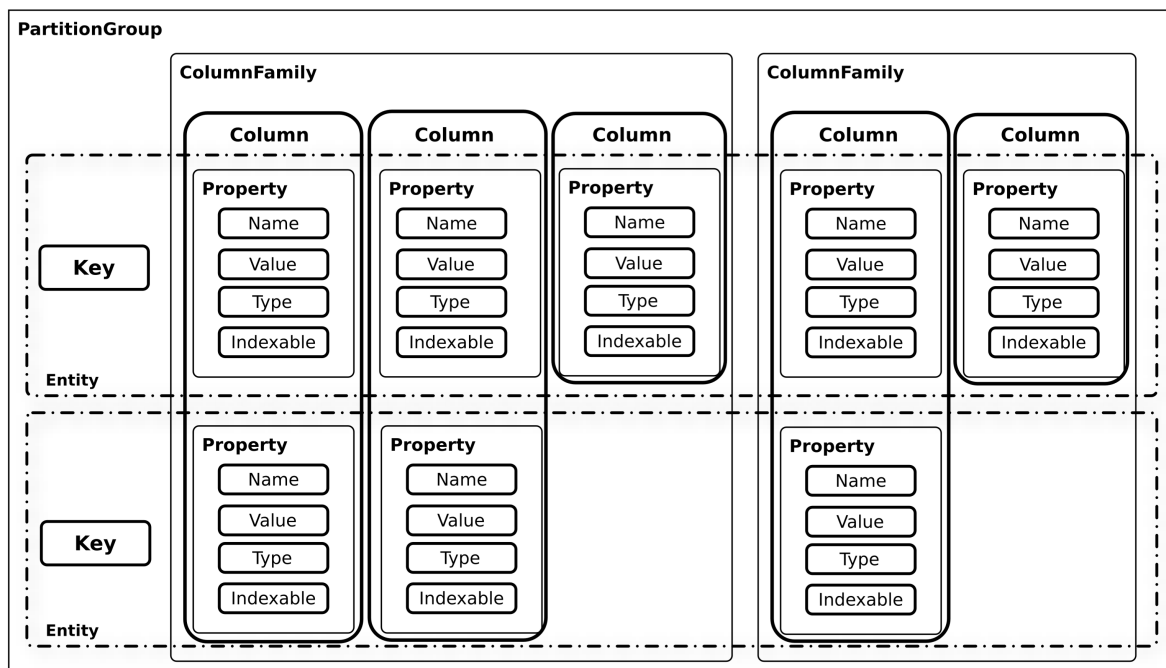 PartitionGroup
ColumnFamily ColumnFamily
Column Column Column Column Column
Property Property Property Property Property
Name Name Name Name Name
Value Value Value Value Value
Key
Type Type Type Type Type
Indexable Indexable Indexable Indexable Indexable
Entity
Property Property Property
Name Name Name
Value Value Value
Key
Type Type Type
Indexable Indexable Indexable
Entity